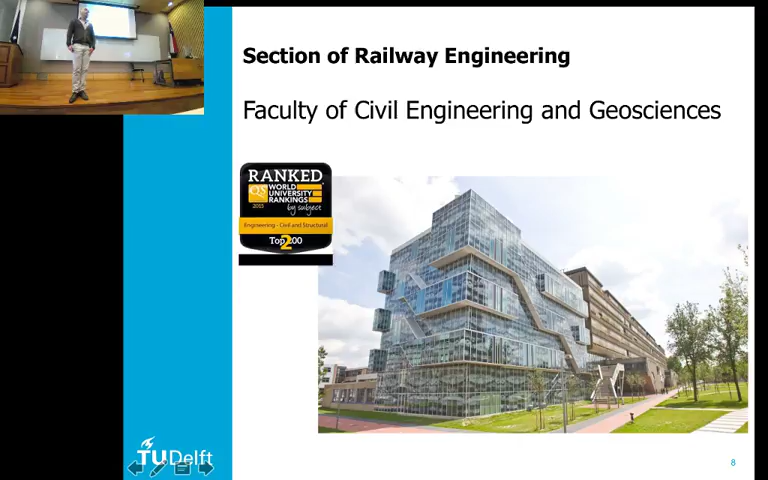 Section of Railway Engineering
Faculty of Civil Engineering and Geosciences
RANKED
QS WORLD
UNIVERSITY
RANKINGS
2015
by subject
Engineering - Civil and Structural
Top 200
2
TUDelft
8